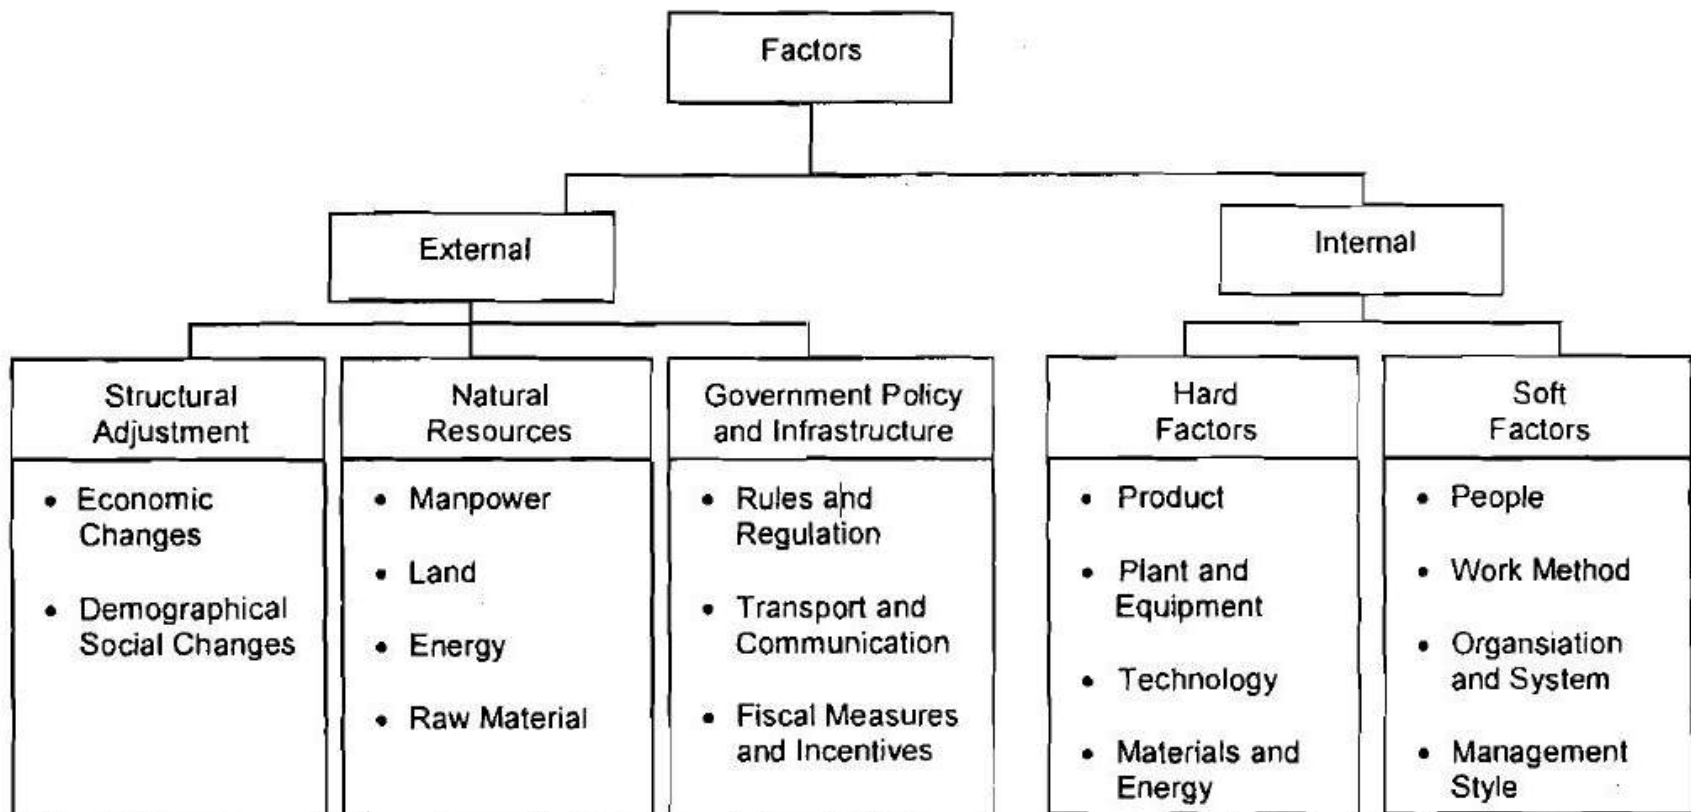 Factors
External
Internal
Structural
Adjustment
• Economic
Changes
• Demographical
Social Changes
Natural
Resources
• Manpower
• Land
• Energy
• Raw Material
Government Policy
and Infrastructure
• Rules and
Regulation
• Transport and
Communication
• Fiscal Measures
and Incentives
Hard
Factors
• Product
• Plant and
Equipment
• Technology
• Materials and
Energy
Soft
Factors
• People
• Work Method
• Organsiation
and System
• Management
Style